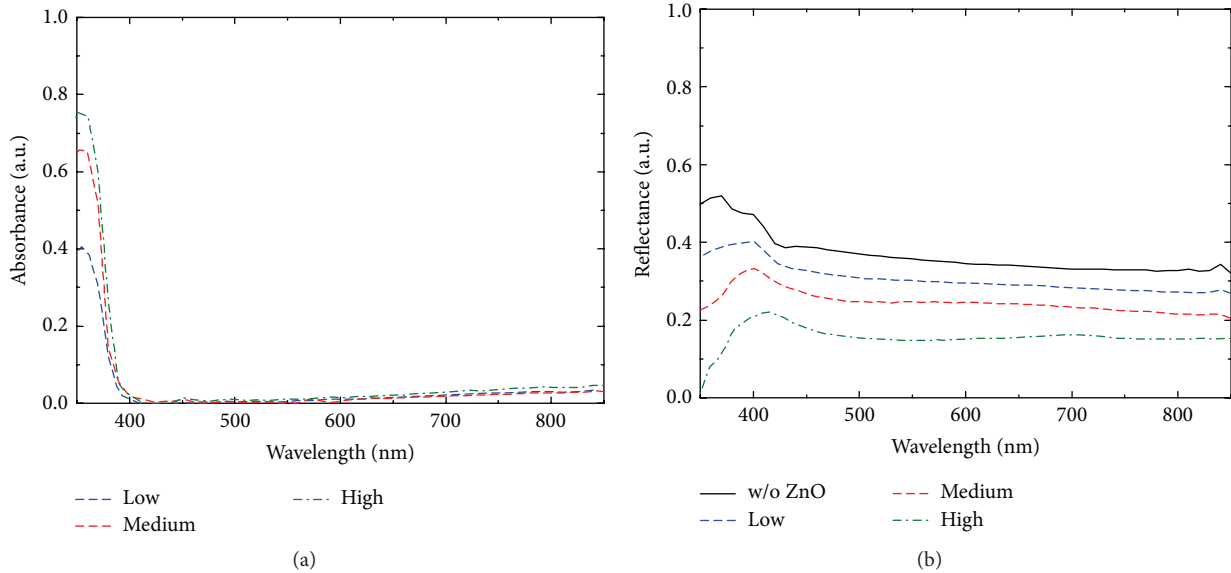 1.0
0.8
0.6
0.4
0.2
0.0
Absorbance (a.u.)
400 500 600 700 800
Wavelength (nm)
Low High
Medium
(a)
1.0
0.8
0.6
0.4
0.2
0.0
Reflectance (a.u.)
400 500 600 700 800
Wavelength (nm)
w/o ZnO Medium
Low High
(b)